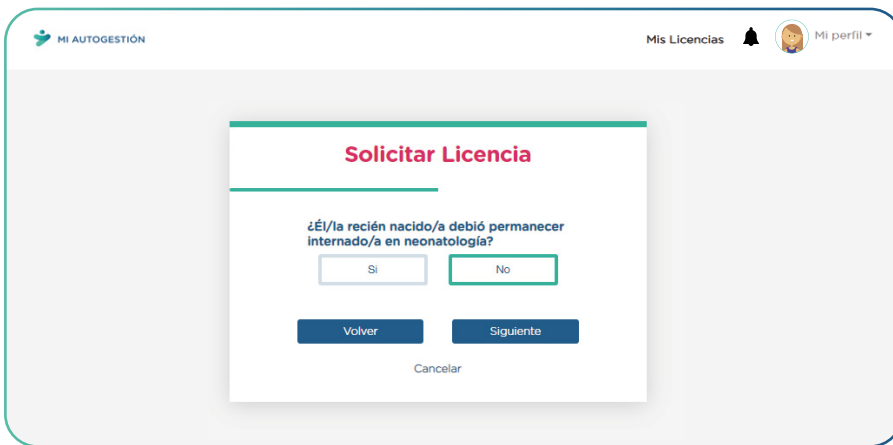 MI AUTOGESTIÓN
Mis Licencias
Mi perfil
Solicitar Licencia
¿Él/la recién nacido/a debió permanecer
internado/a en neonatología?
Si
No
Volver
Siguiente
Cancelar